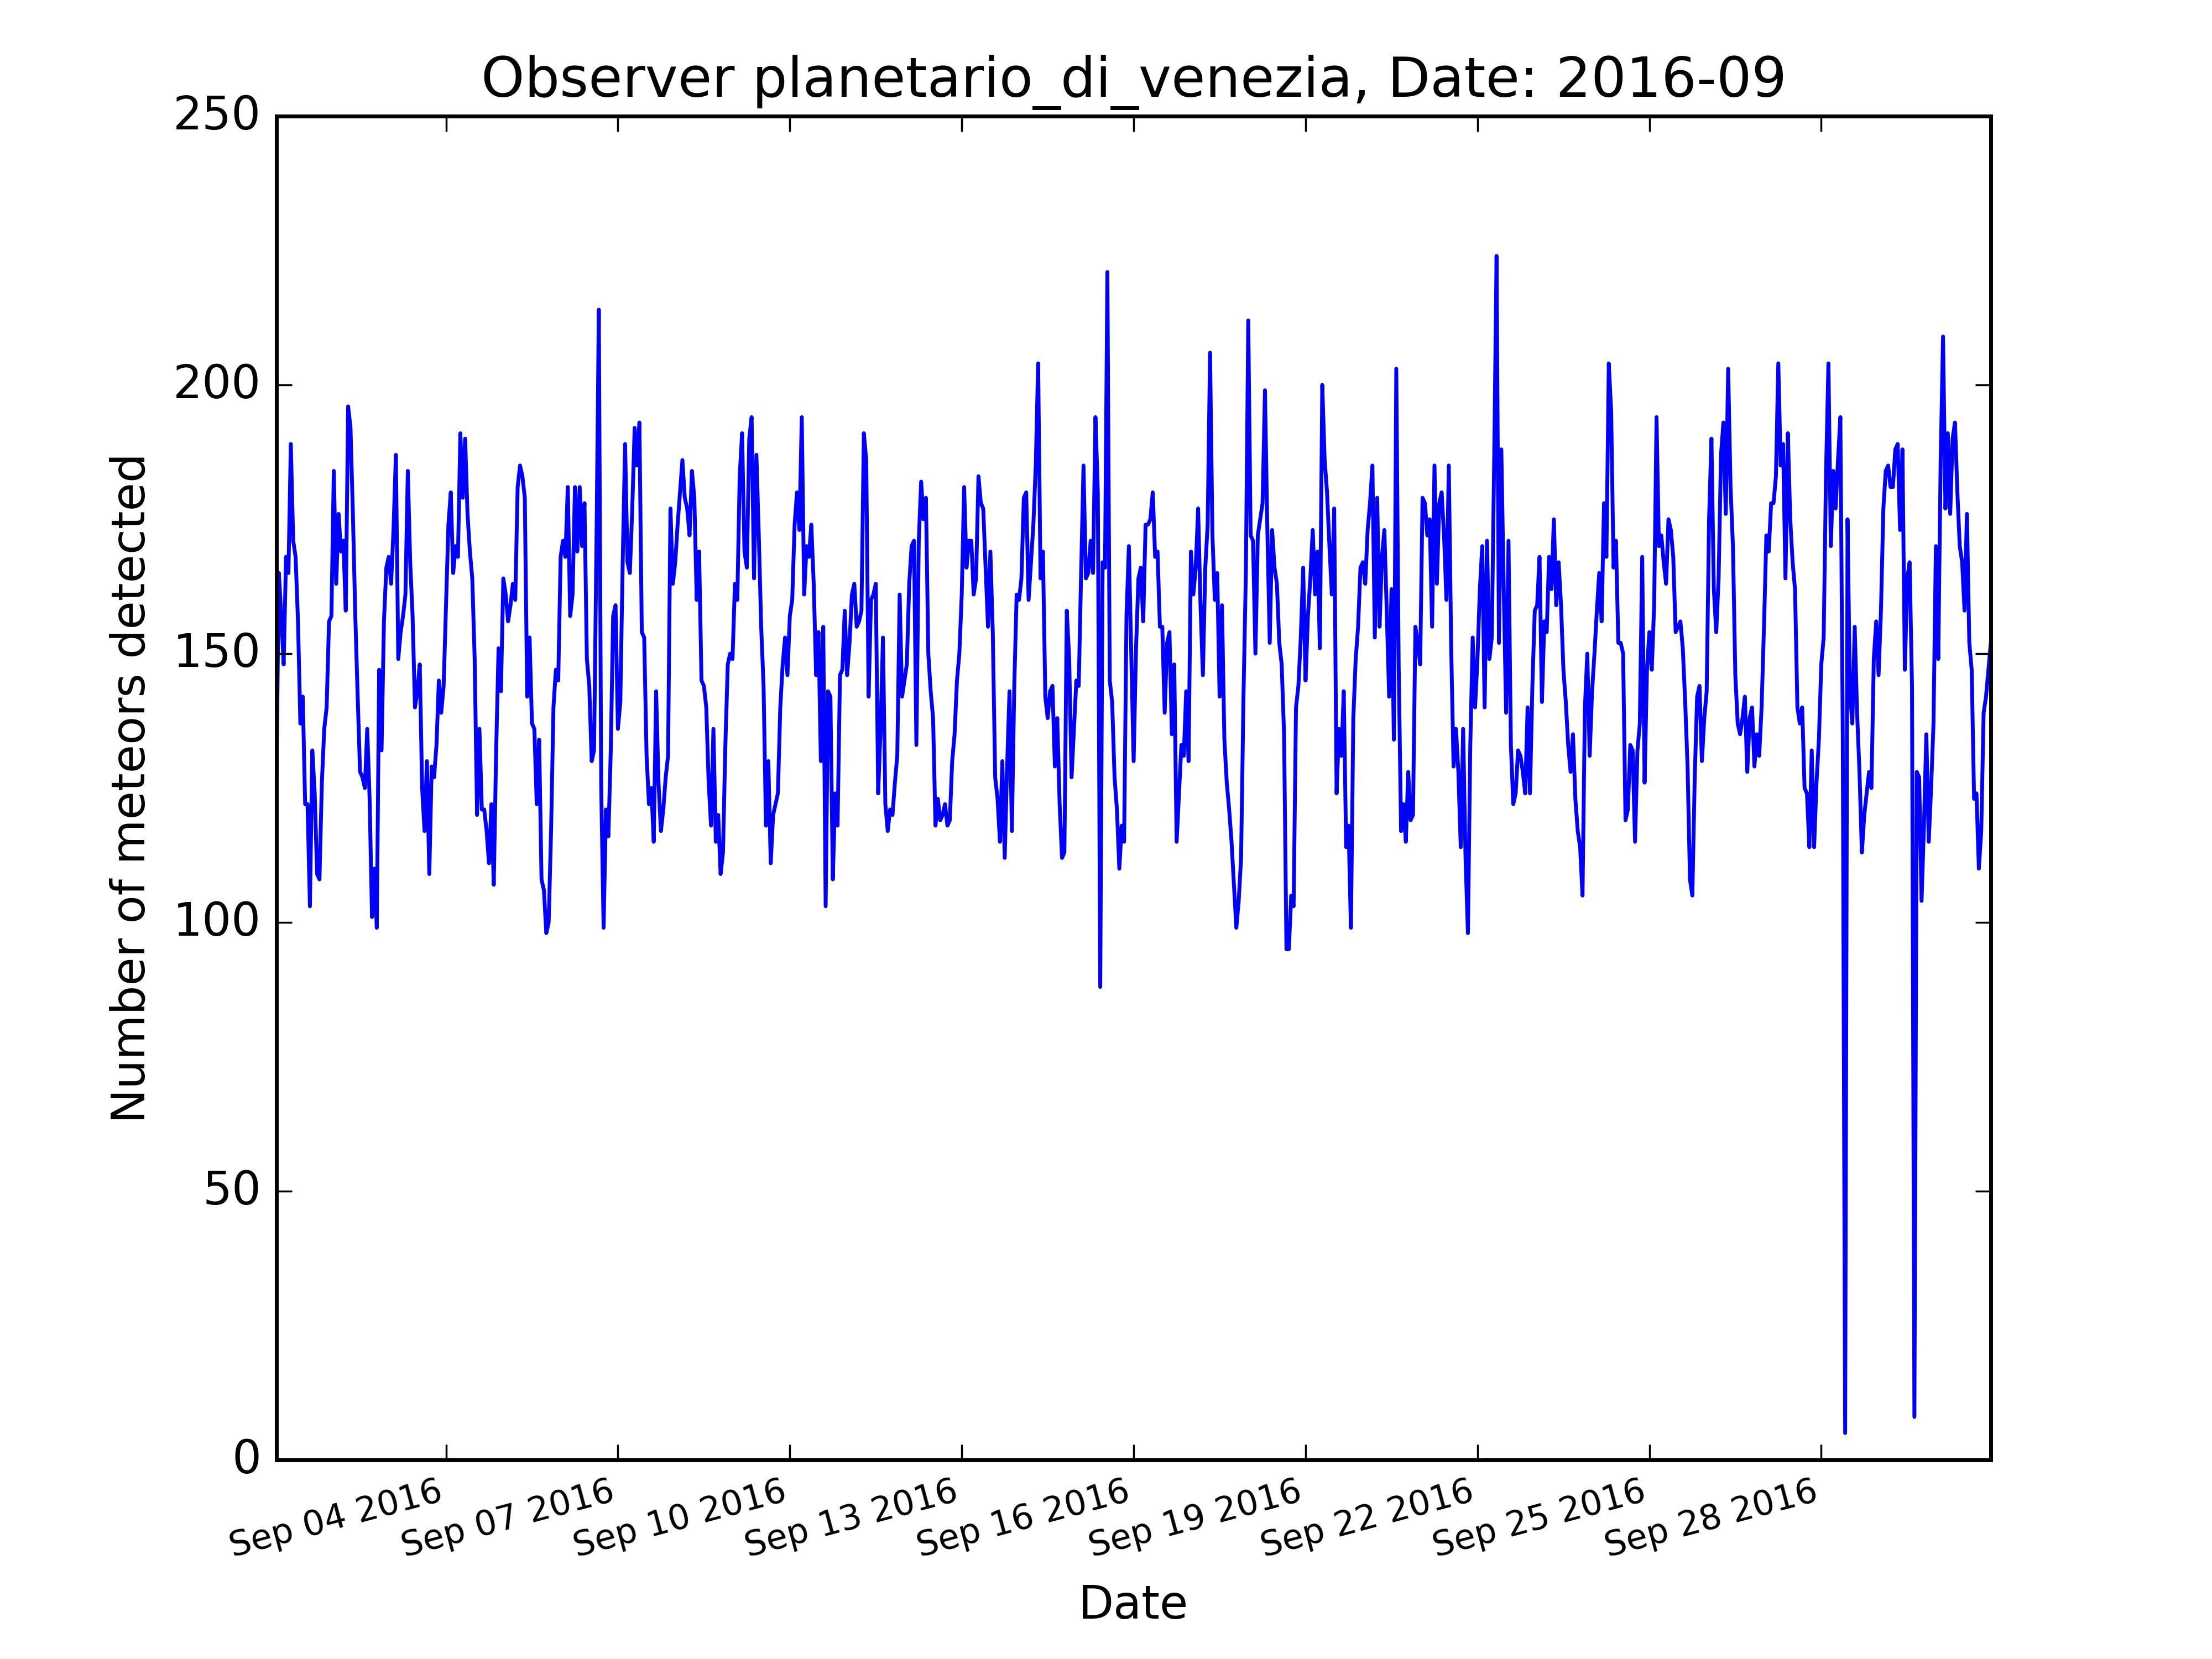 Observer planetario_di_venezia, Date: 2016-09
Number of meteors detected
250
200
150
100
50
0
Sep 04 2016
Sep 07 2016
Sep 10 2016
Sep 13 2016
Sep 16 2016
Sep 19 2016
Sep 22 2016
Sep 25 2016
Sep 28 2016
Date